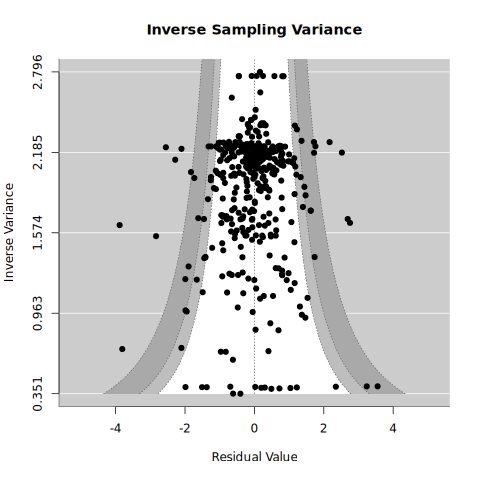 Inverse Sampling Variance
Inverse Variance
2.796
2.185
1.574
0.963
0.351
-4 -2 0 2 4
Residual Value